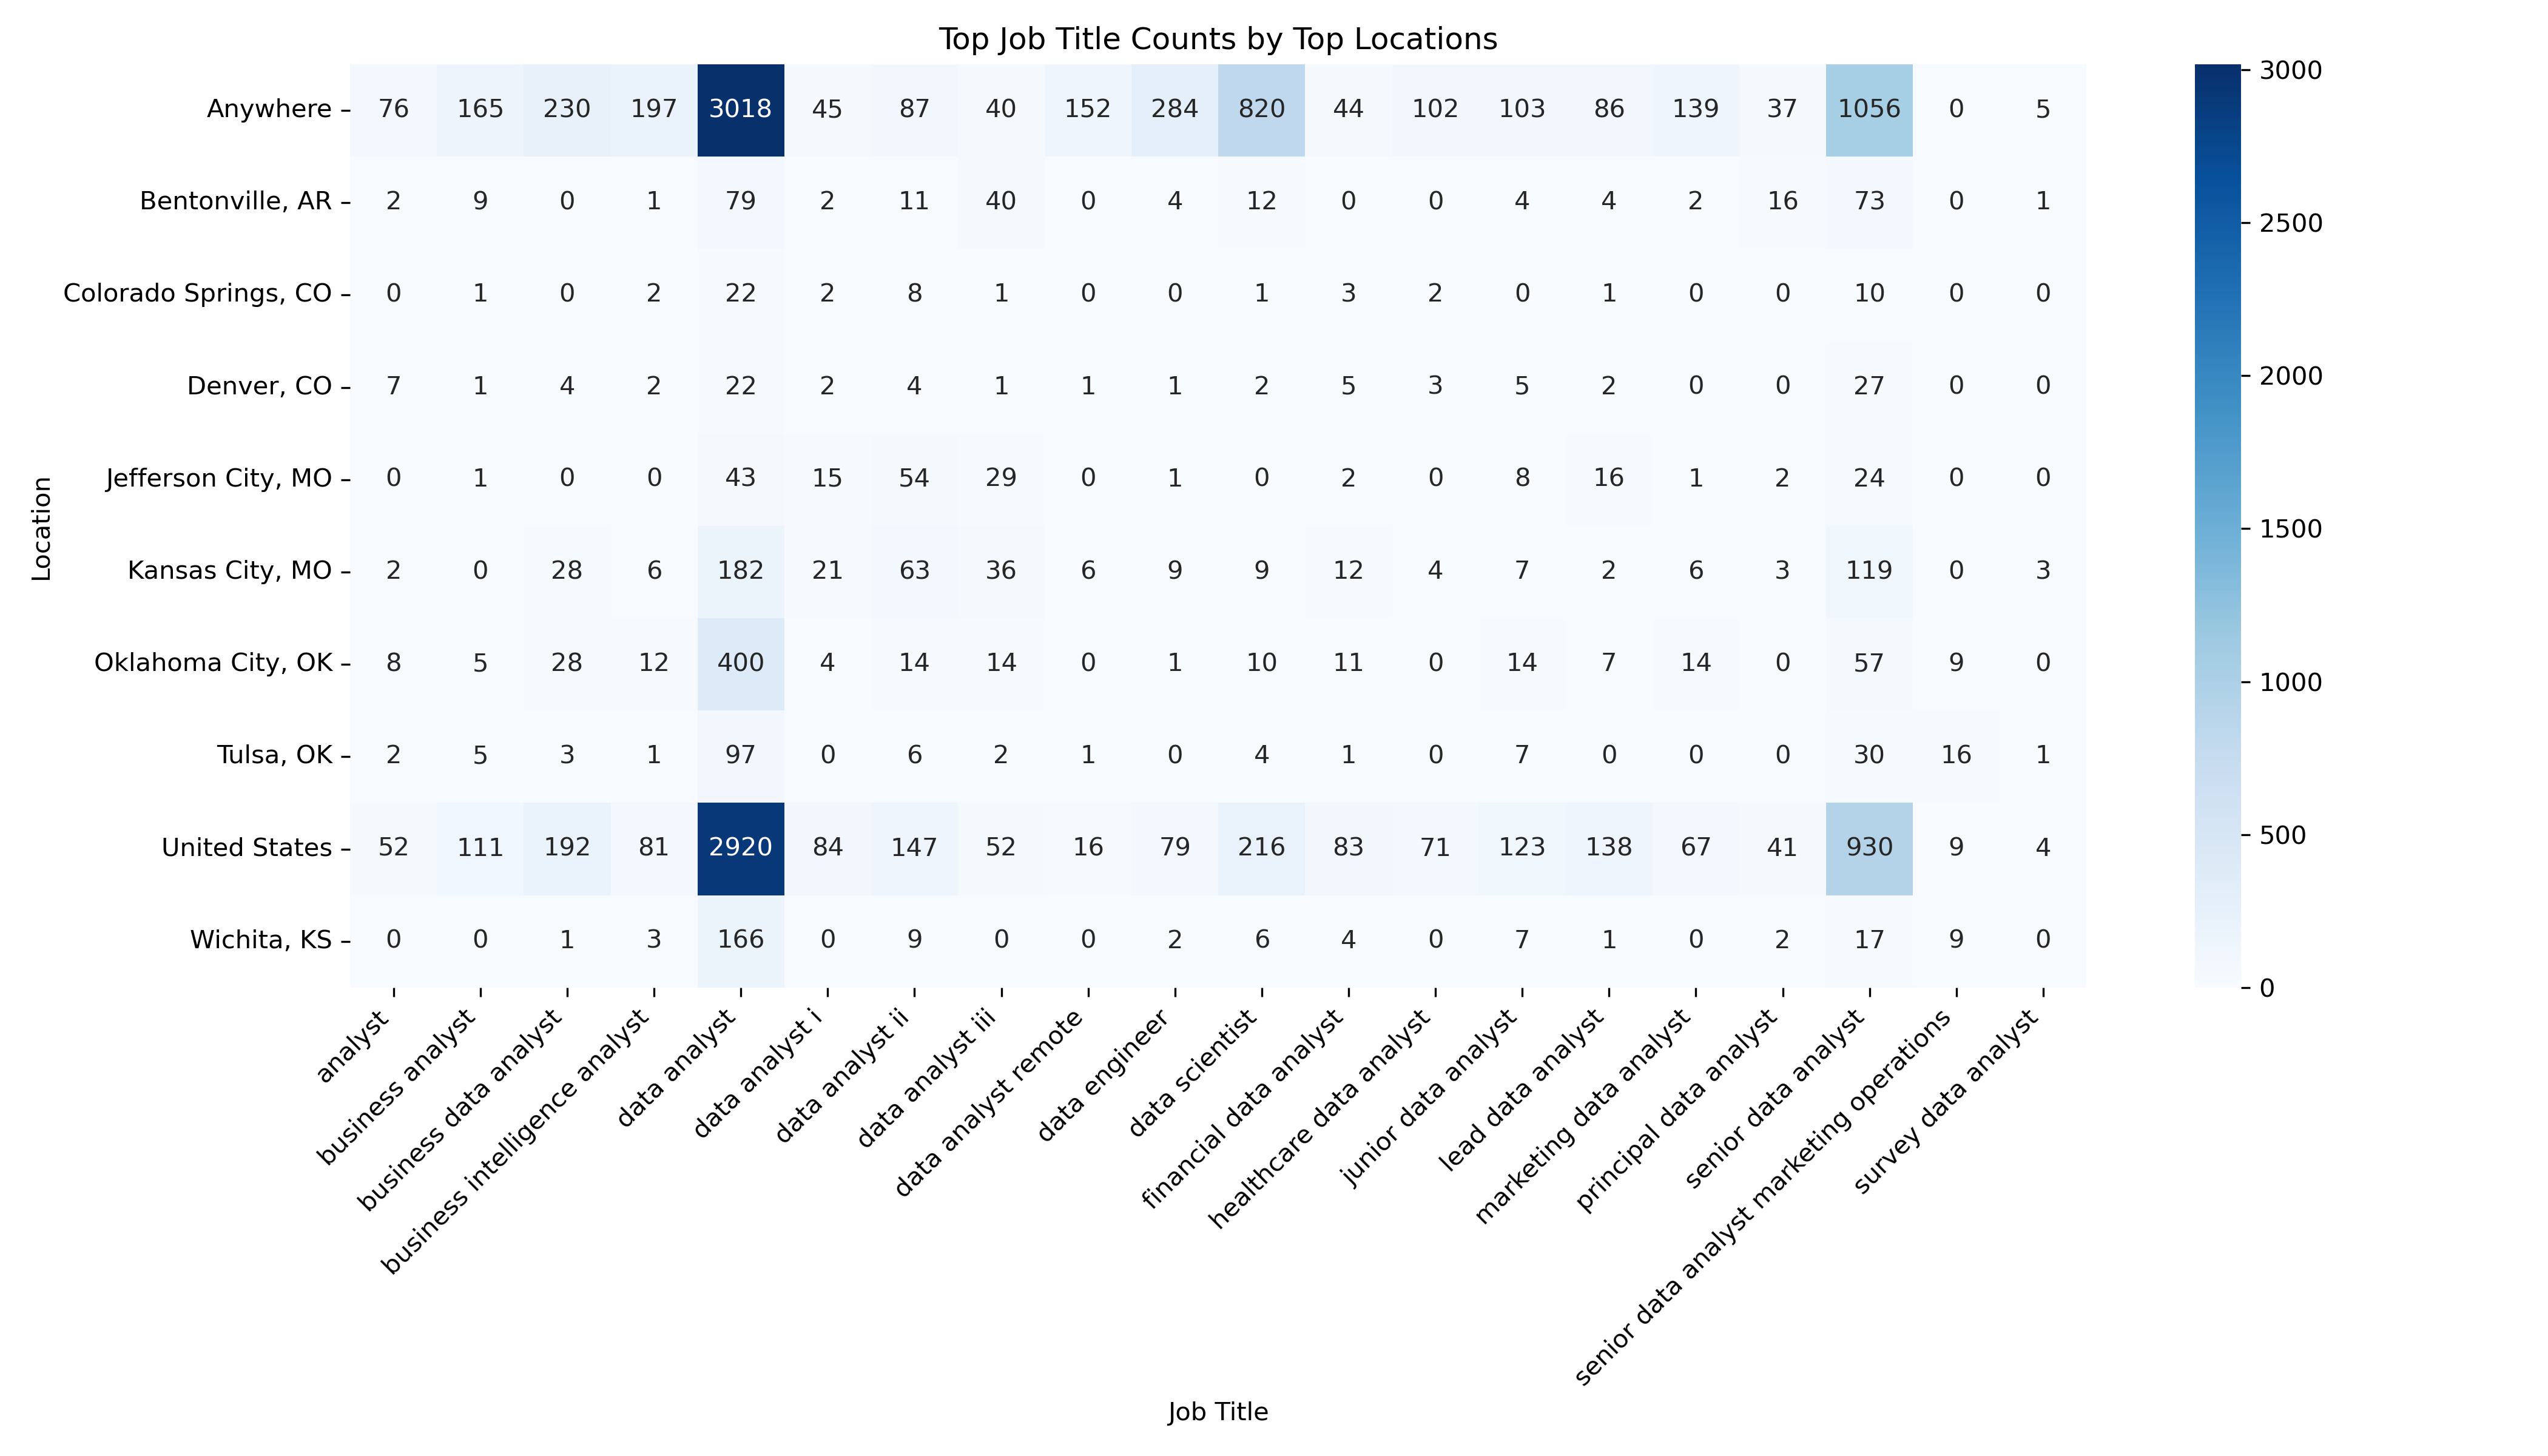 Top Job Title Counts by Top Locations
Anywhere 76 165 230 197 3018 45 87 40 152 284 820 44 102 103 86 139 37 1056 0 5
Bentonville, AR 2 9 0 1 79 2 11 40 0 4 12 0 0 4 4 2 16 73 0 1
Colorado Springs, CO 0 1 0 2 22 2 8 1 0 0 1 3 2 0 1 0 0 10 0 0
Denver, CO 7 1 4 2 22 2 4 1 1 1 2 5 3 5 2 0 0 27 0 0
Jefferson City, MO 0 1 0 0 43 15 54 29 0 1 0 2 0 8 16 1 2 24 0 0
Kansas City, MO 2 0 28 6 182 21 63 36 6 9 9 12 4 7 2 6 3 119 0 3
Oklahoma City, OK 8 5 28 12 400 4 14 14 0 1 10 11 0 14 7 14 0 57 9 0
Tulsa, OK 2 5 3 1 97 0 6 2 1 0 4 1 0 7 0 0 0 30 16 1
United States 52 111 192 81 2920 84 147 52 16 79 216 83 71 123 138 67 41 930 9 4
Wichita, KS 0 0 1 3 166 0 9 0 0 2 6 4 0 7 1 0 2 17 9 0
Location
analyst
business analyst
business data analyst
business intelligence analyst
data analyst
data analyst i
data analyst ii
data analyst iii
data analyst remote
data engineer
data scientist
financial data analyst
healthcare data analyst
junior data analyst
lead data analyst
marketing data analyst
principal data analyst
senior data analyst
senior data analyst marketing operations
survey data analyst
Job Title
3000
2500
2000
1500
1000
500
0